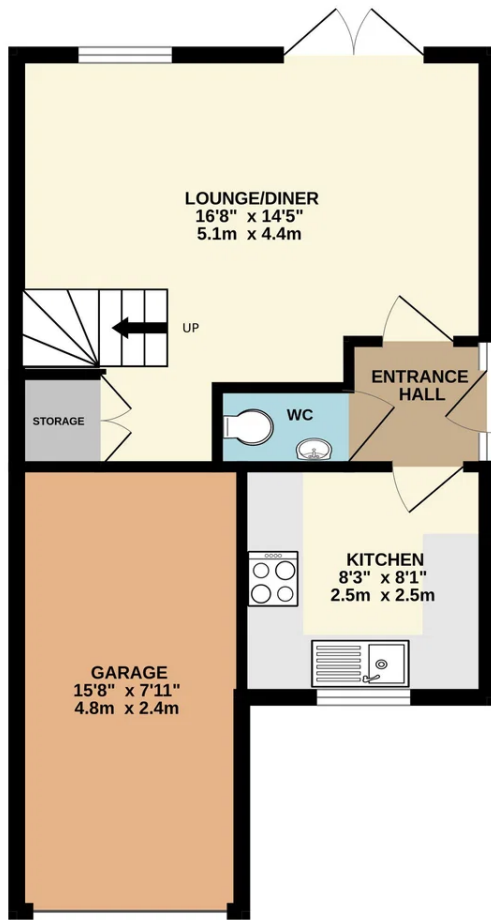 LOUNGE/DINER
16'8" x 14'5"
5.1m x 4.4m
UP
ENTRANCE
HALL
STORAGE
WC
KITCHEN
8'3" x 8'1"
2.5m x 2.5m
GARAGE
15'8" x 7'11"
4.8m x 2.4m